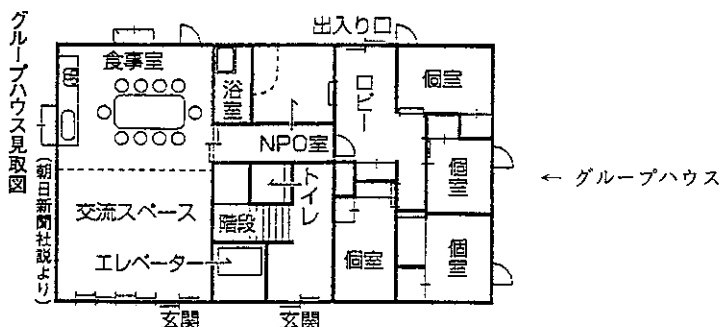 グループハウス見取図
(朝日新聞社説より)
出入り口
食事室
浴室
ロビー
個室
NPO室
トイレ
個室
交流スペース
階段
エレベーター
個室
個室
玄関
玄関
← グループハウス